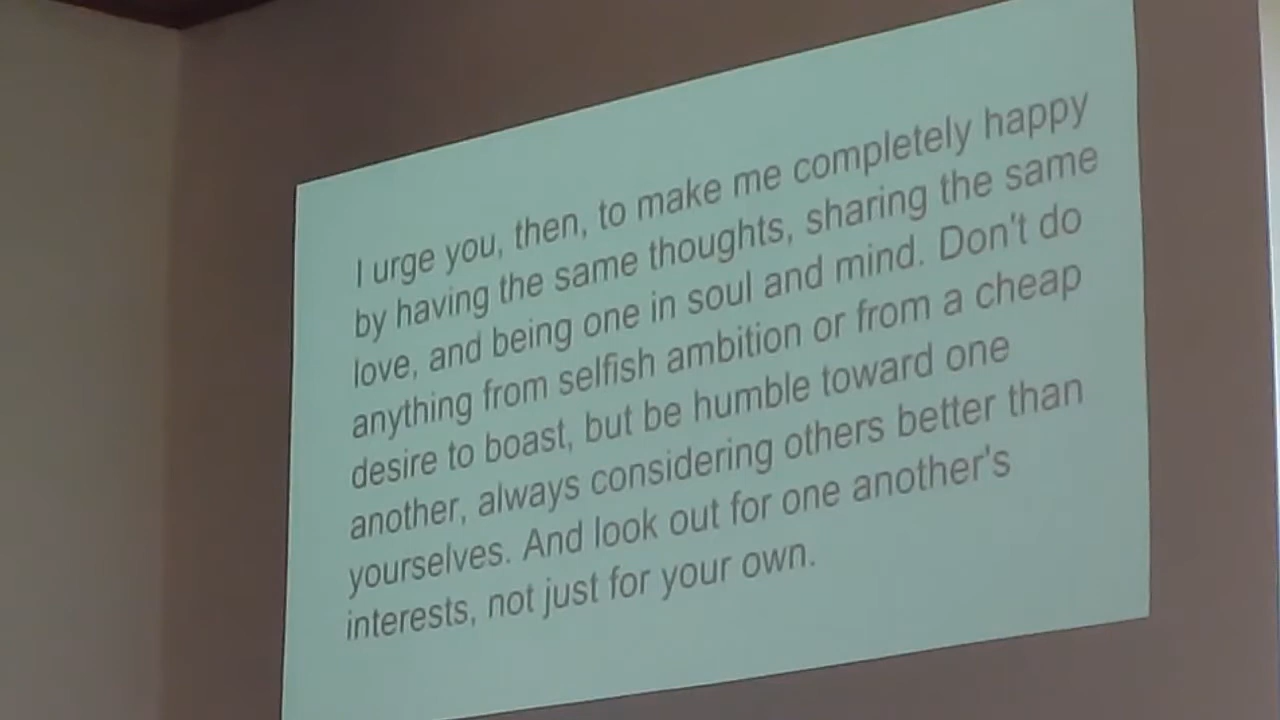 I urge you, then, to make me completely happy
by having the same thoughts, sharing the same
love, and being one in soul and mind. Don't do
anything from selfish ambition or from a cheap
desire to boast, but be humble toward one
another, always considering others better than
yourselves. And look out for one another's
interests, not just for your own.